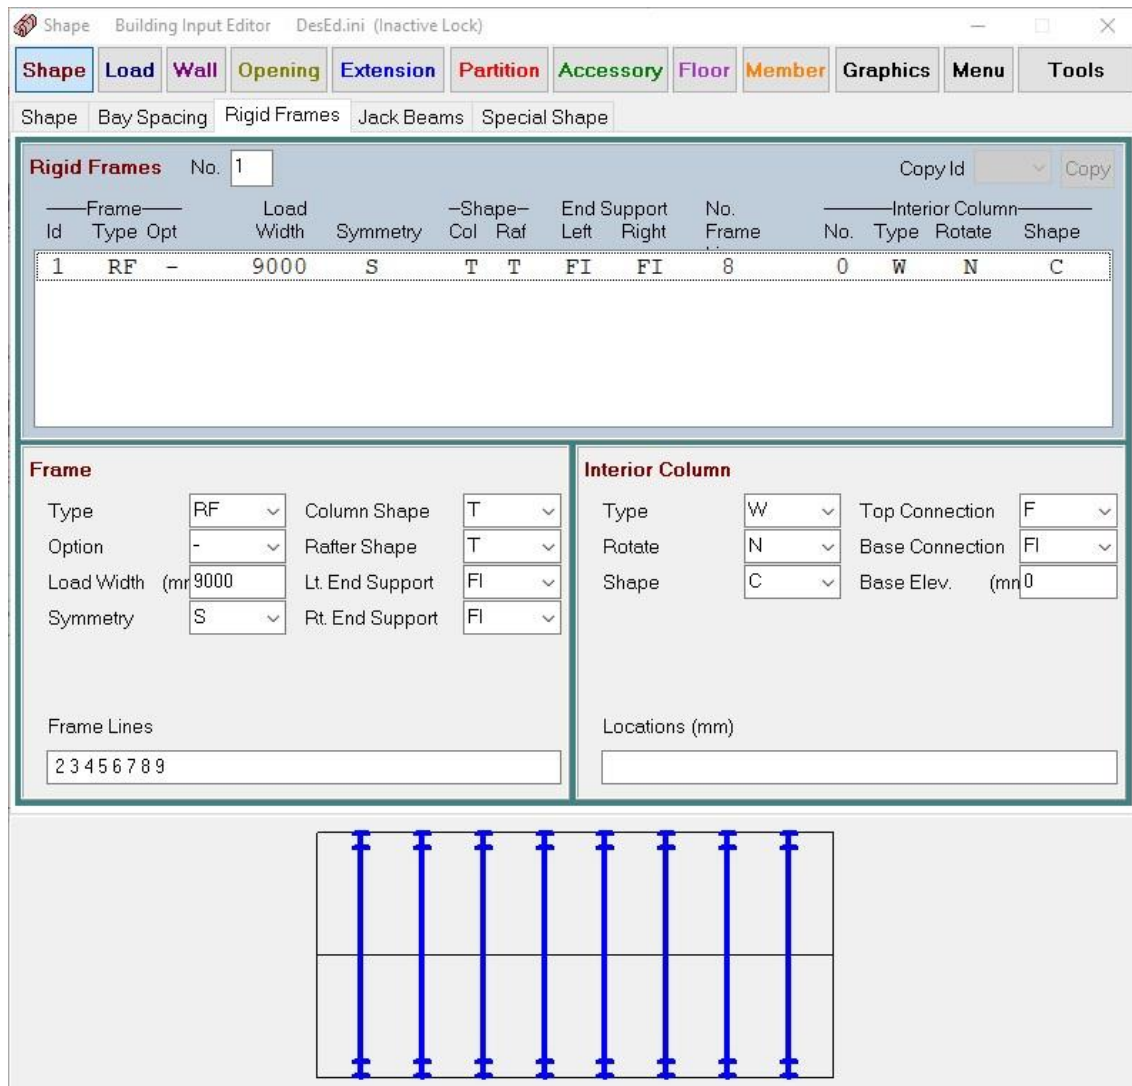 Shape Building Input Editor DesEd.ini (Inactive Lock)
Shape Load Wall Opening Extension Partition Accessory Floor Member Graphics Menu Tools
Shape Bay Spacing Rigid Frames Jack Beams Special Shape
Rigid Frames No. 1 Copy Id Copy
Frame Load Shape End Support No. Interior Column
Id Type Opt Width Symmetry Col Raf Left Right Frame No. Type Rotate Shape
1 RF - 9000 S T T FI FI 8 0 W N C
Frame Interior Column
Type RF Column Shape T Type W Top Connection F
Option - Rafter Shape T Rotate N Base Connection FI
Load Width (mr 9000 Lt. End Support FI Shape C Base Elev. (mn 0
Symmetry S Rt. End Support FI
Frame Lines Locations (mm)
2 3 4 5 6 7 8 9